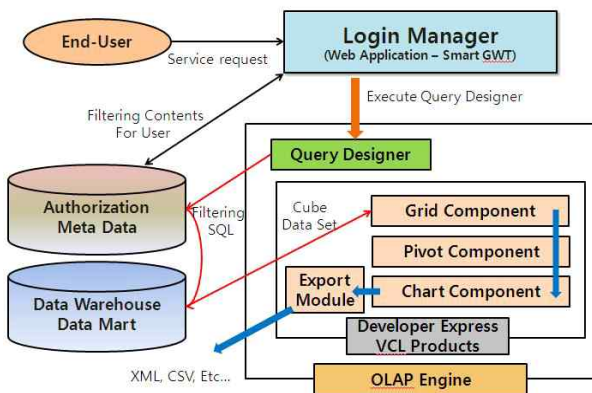 End-User
Login Manager
(Web Application – Smart GWT)
Service request
Execute Query Designer
Filtering Contents
For User
Query Designer
Authorization
Meta Data
Filtering
SQL
Cube
Data Set
Grid Component
Pivot Component
Export
Module
Chart Component
Data Warehouse
Data Mart
Developer Express
VCL Products
XML, CSV, Etc...
OLAP Engine